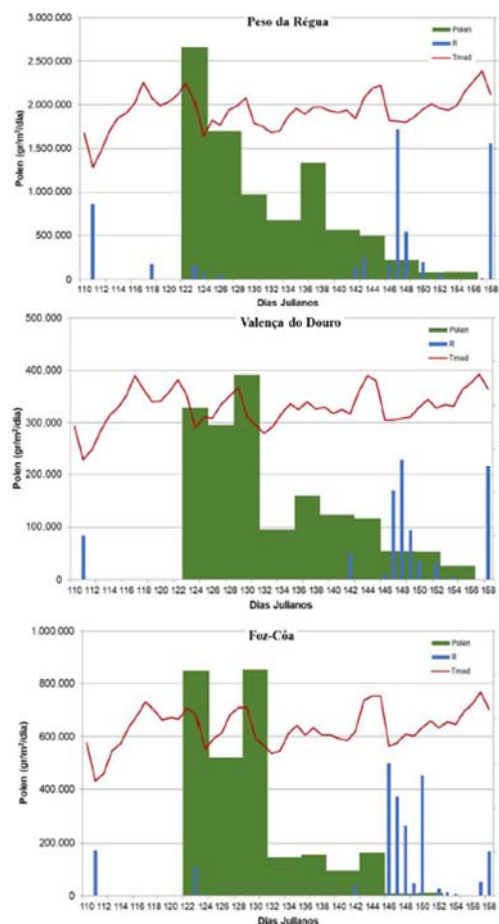 Peso da Régua
3.000.000
2.500.000
2.000.000
1.500.000
1.000.000
500.000
0
Polen (gr/m²/dia)
Polen
R
Tmed
110 112 114 116 118 120 122 124 126 128 130 132 134 136 138 140 142 144 146 148 150 152 154 156 158
Dias Julianos
Valença do Douro
500.000
400.000
300.000
200.000
100.000
0
Polen (gr/m²/dia)
Polen
R
Tmed
110 112 114 116 118 120 122 124 126 128 130 132 134 136 138 140 142 144 146 148 150 152 154 156 158
Dias Julianos
Foz-Côa
1.000.000
800.000
600.000
400.000
200.000
0
Polen (gr/m²/dia)
Polen
R
Tmed
110 112 114 116 118 120 122 124 126 128 130 132 134 136 138 140 142 144 146 148 150 152 154 156 158
Dias Julianos